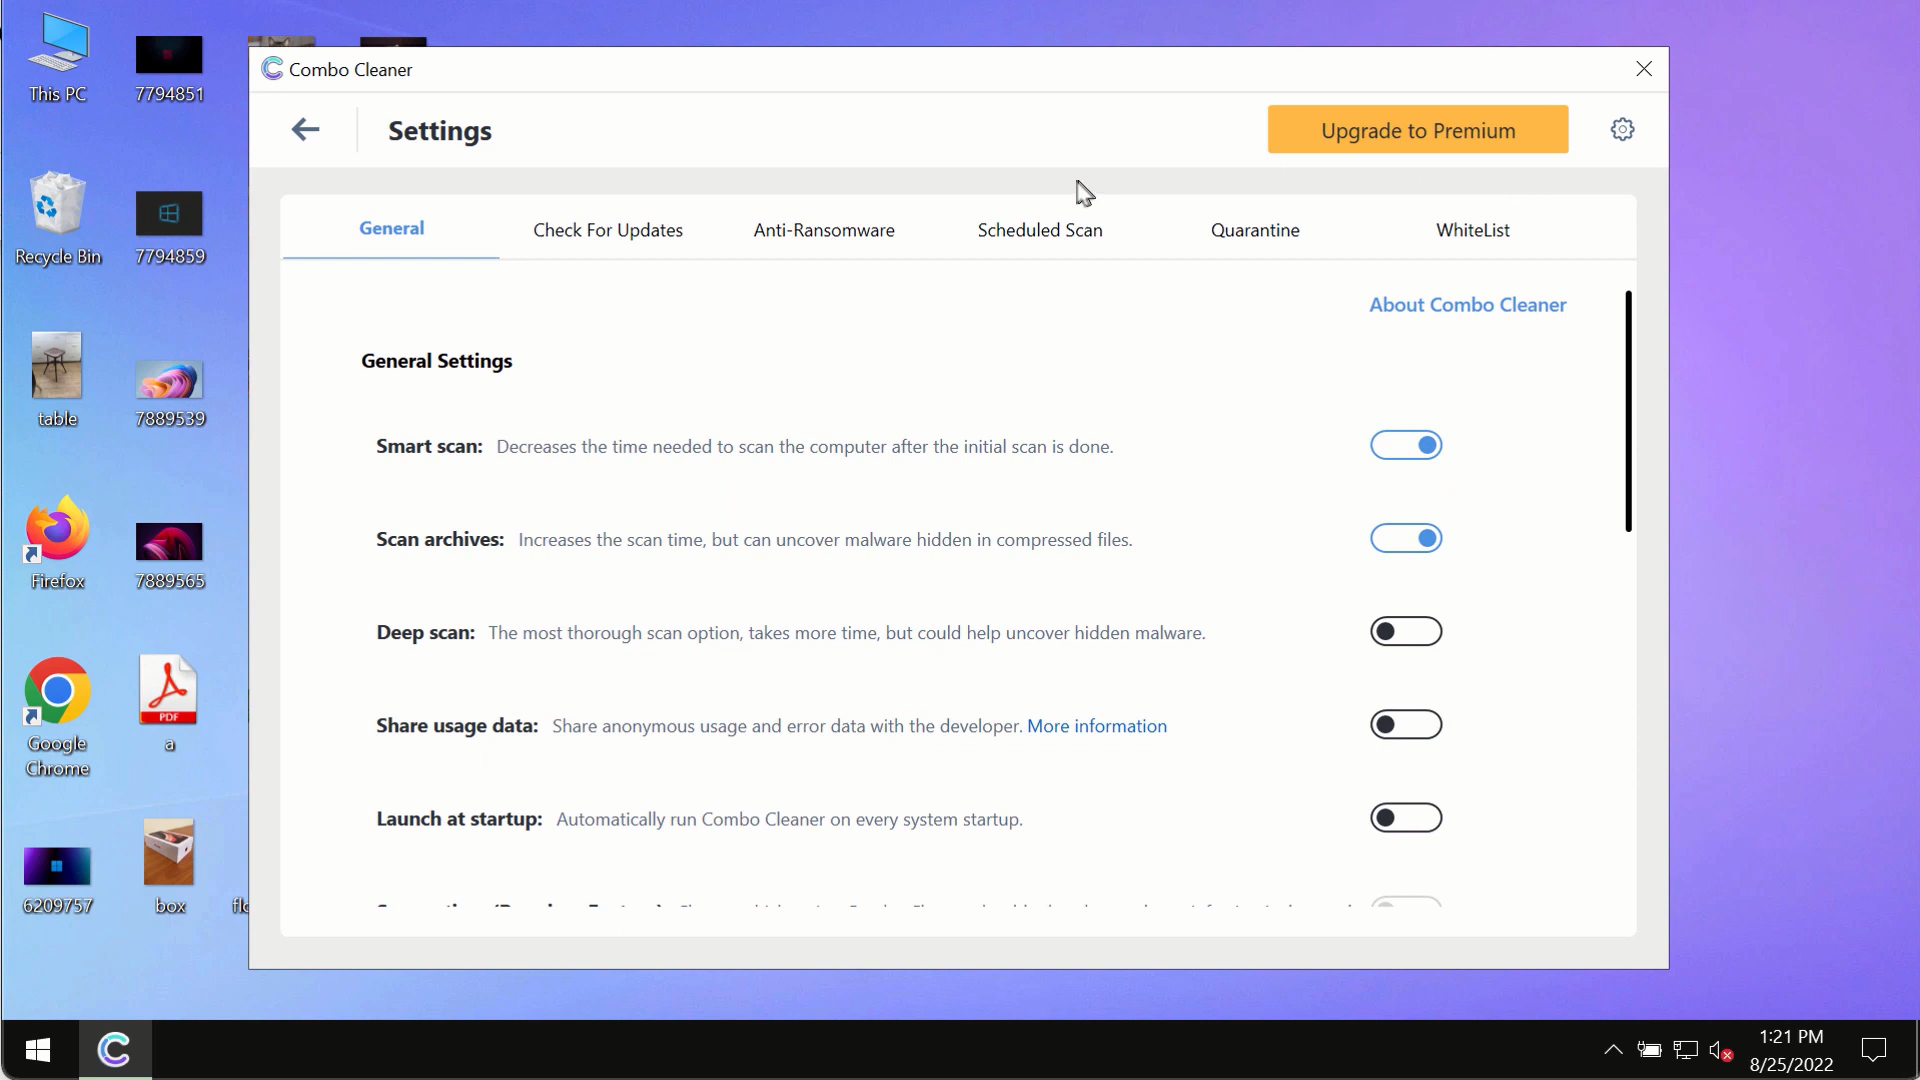 This PC
7794851
Recycle Bin
7794859
table
7889539
Firefox
7889565
Google
Chrome
PDF
a
6209757
box
Combo Cleaner
Settings
Upgrade to Premium
General
Check For Updates
Anti-Ransomware
Scheduled Scan
Quarantine
WhiteList
About Combo Cleaner
General Settings
Smart scan: Decreases the time needed to scan the computer after the initial scan is done.
Scan archives: Increases the scan time, but can uncover malware hidden in compressed files.
Deep scan: The most thorough scan option, takes more time, but could help uncover hidden malware.
Share usage data: Share anonymous usage and error data with the developer. More information
Launch at startup: Automatically run Combo Cleaner on every system startup.
1:21 PM
8/25/2022